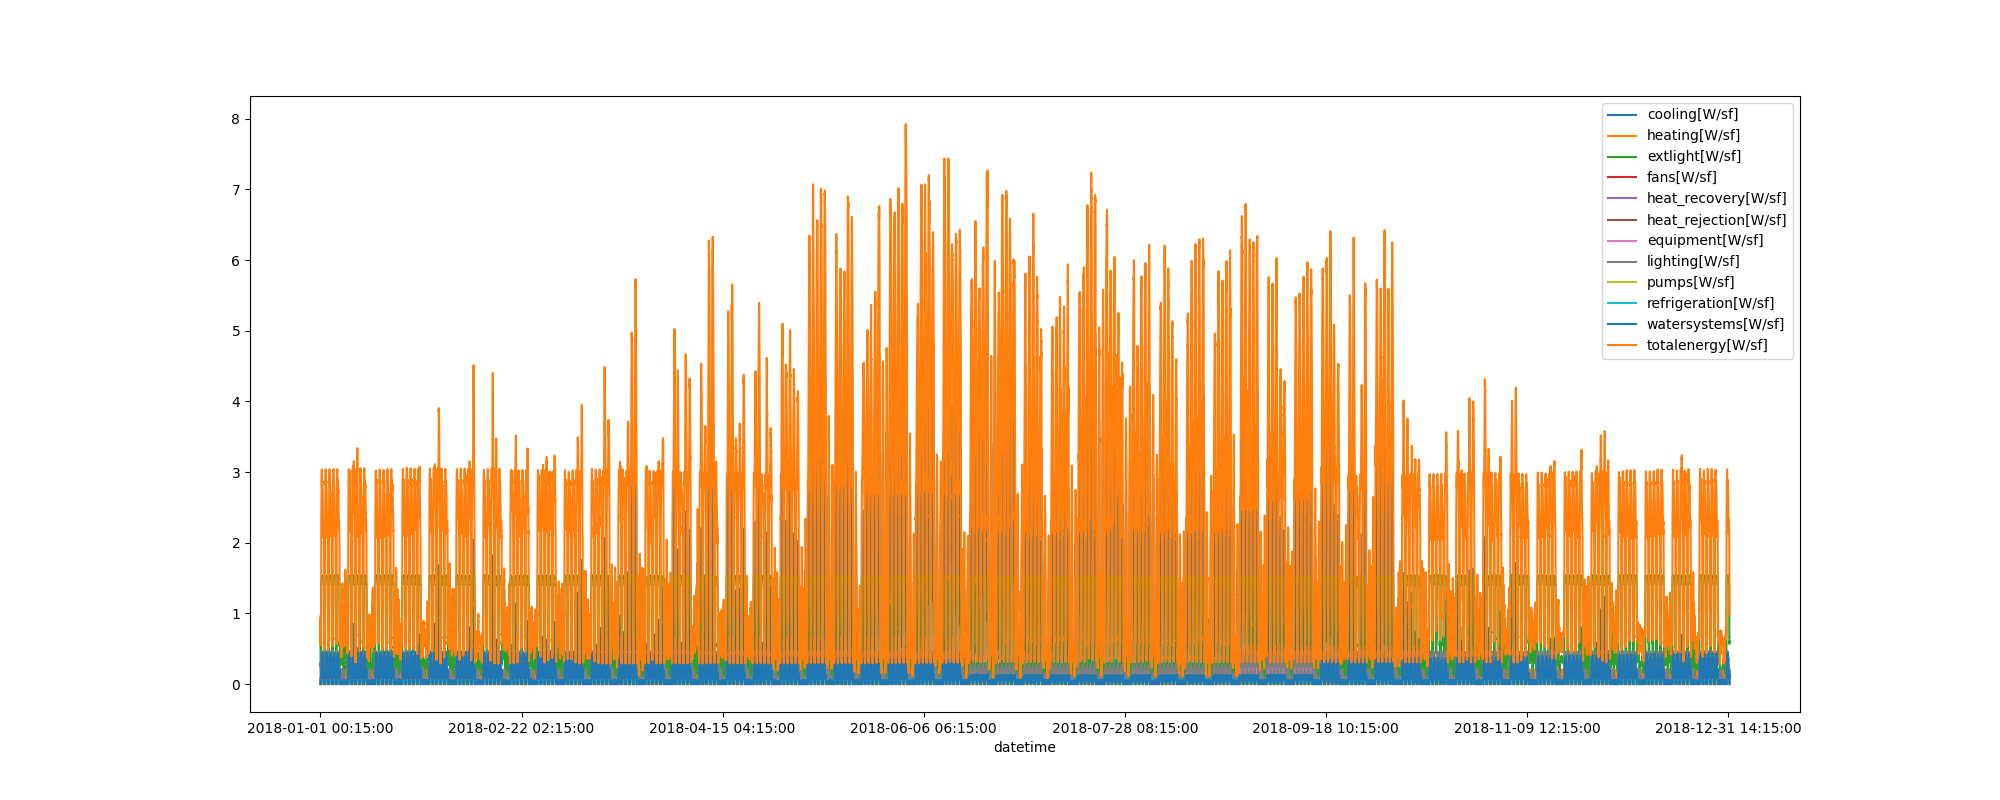 8
7
6
5
4
3
2
1
0
cooling[W/sf]
heating[W/sf]
extlight[W/sf]
fans[W/sf]
heat_recovery[W/sf]
heat_rejection[W/sf]
equipment[W/sf]
lighting[W/sf]
pumps[W/sf]
refrigeration[W/sf]
watersystems[W/sf]
totalenergy[W/sf]
2018-01-01 00:15:00 2018-02-22 02:15:00 2018-04-15 04:15:00 2018-06-06 06:15:00 2018-07-28 08:15:00 2018-09-18 10:15:00 2018-11-09 12:15:00 2018-12-31 14:15:00
datetime